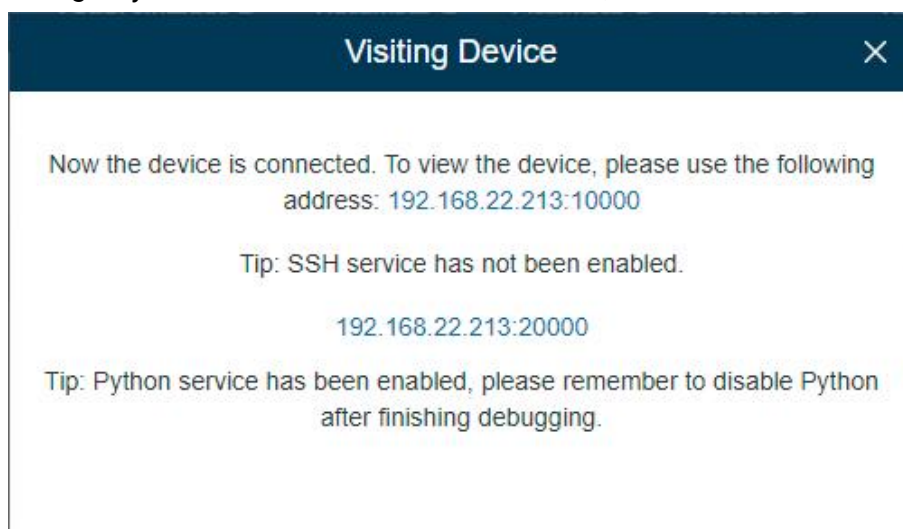 Visiting Device
Now the device is connected. To view the device, please use the following
address: 192.168.22.213:10000
Tip: SSH service has not been enabled.
192.168.22.213:20000
Tip: Python service has been enabled, please remember to disable Python
after finishing debugging.